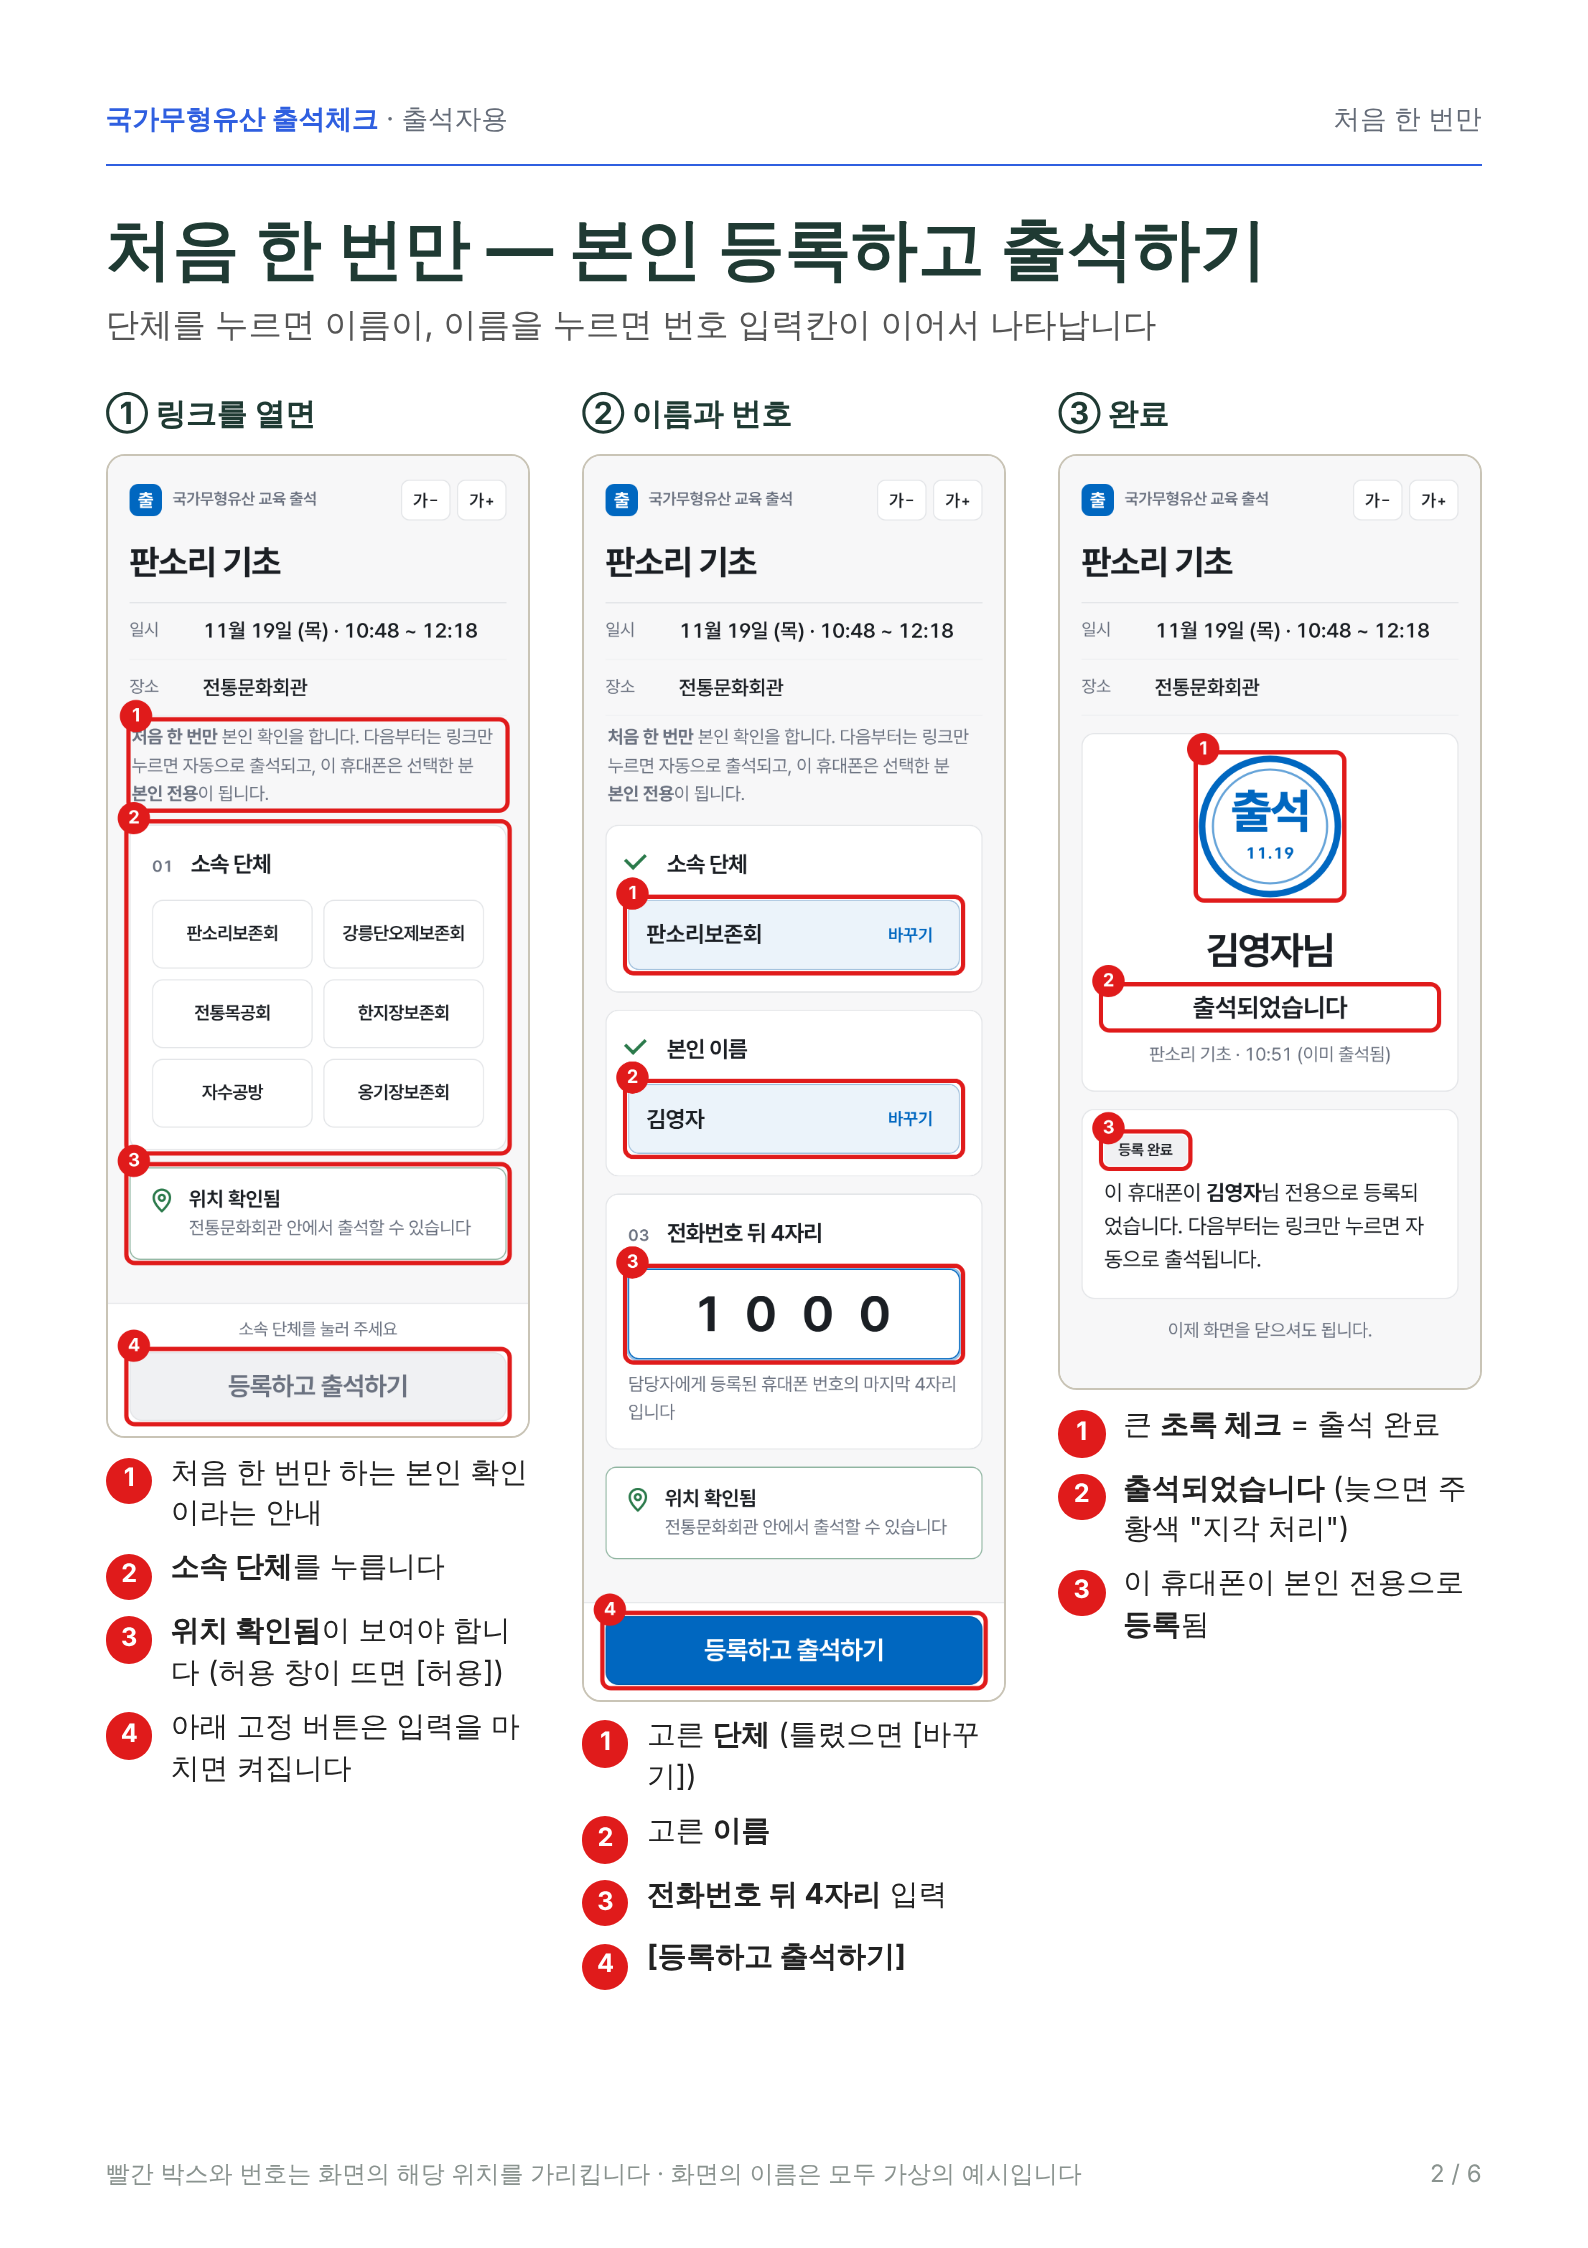 국가무형유산 출석체크 · 출석자용
처음 한 번만
처음 한 번만 — 본인 등록하고 출석하기
단체를 누르면 이름이, 이름을 누르면 번호 입력칸이 이어서 나타납니다
① 링크를 열면
출 국가무형유산 교육 출석 가− 가+
판소리 기초
일시 11월 19일 (목) · 10:48 ~ 12:18
장소 전통문화회관
1
처음 한 번만 본인 확인을 합니다. 다음부터는 링크만
누르면 자동으로 출석되고, 이 휴대폰은 선택한 분
본인 전용이 됩니다.
2
01 소속 단체
판소리보존회 강릉단오제보존회
전통목공회 한지장보존회
자수공방 옹기장보존회
3
위치 확인됨
전통문화회관 안에서 출석할 수 있습니다
소속 단체를 눌러 주세요
4
등록하고 출석하기
1 처음 한 번만 하는 본인 확인
이라는 안내
2 소속 단체를 누릅니다
3 위치 확인됨이 보여야 합니
다 (허용 창이 뜨면 [허용])
4 아래 고정 버튼은 입력을 마
치면 켜집니다
② 이름과 번호
출 국가무형유산 교육 출석 가− 가+
판소리 기초
일시 11월 19일 (목) · 10:48 ~ 12:18
장소 전통문화회관
처음 한 번만 본인 확인을 합니다. 다음부터는 링크만
누르면 자동으로 출석되고, 이 휴대폰은 선택한 분
본인 전용이 됩니다.
소속 단체
1
판소리보존회 바꾸기
본인 이름
2
김영자 바꾸기
03 전화번호 뒤 4자리
3
1 0 0 0
담당자에게 등록된 휴대폰 번호의 마지막 4자리
입니다
위치 확인됨
전통문화회관 안에서 출석할 수 있습니다
4
등록하고 출석하기
1 고른 단체 (틀렸으면 [바꾸
기])
2 고른 이름
3 전화번호 뒤 4자리 입력
4 [등록하고 출석하기]
③ 완료
출 국가무형유산 교육 출석 가− 가+
판소리 기초
일시 11월 19일 (목) · 10:48 ~ 12:18
장소 전통문화회관
1
출석
11.19
김영자님
2
출석되었습니다
판소리 기초 · 10:51 (이미 출석됨)
3
등록 완료
이 휴대폰이 김영자님 전용으로 등록되
었습니다. 다음부터는 링크만 누르면 자
동으로 출석됩니다.
이제 화면을 닫으셔도 됩니다.
1 큰 초록 체크 = 출석 완료
2 출석되었습니다 (늦으면 주
황색 "지각 처리")
3 이 휴대폰이 본인 전용으로
등록됨
빨간 박스와 번호는 화면의 해당 위치를 가리킵니다 · 화면의 이름은 모두 가상의 예시입니다
2 / 6